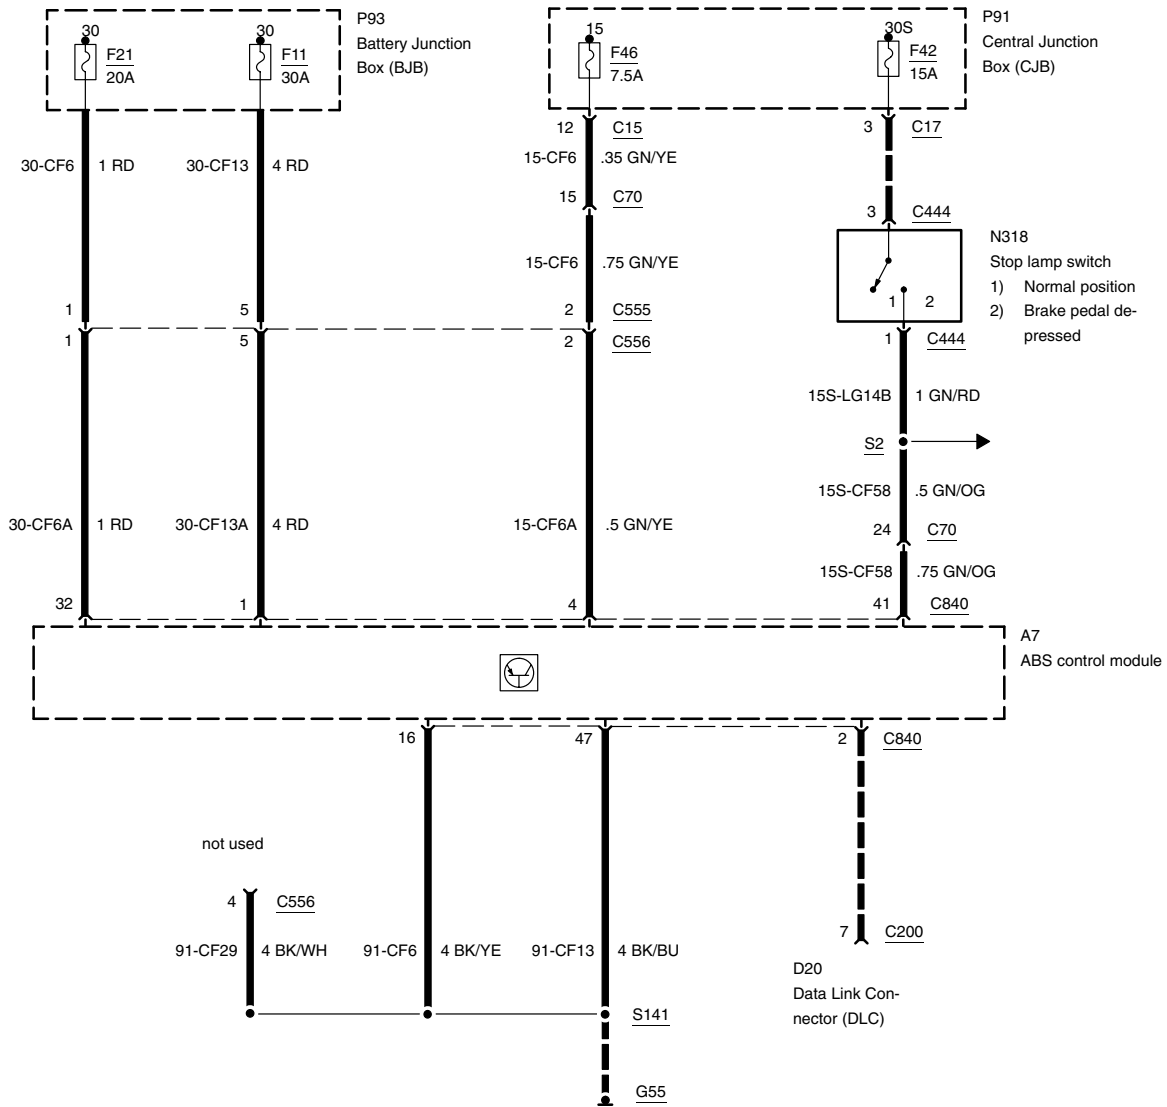 30
F21
20A
30
F11
30A
P93
Battery Junction
Box (BJB)
15
F46
7.5A
30S
F42
15A
P91
Central Junction
Box (CJB)
12 C15
3 C17
30-CF6 1 RD
30-CF13 4 RD
15-CF6 .35 GN/YE
15 C70
3 C444
N318
Stop lamp switch
1) Normal position
2) Brake pedal de-
pressed
15-CF6 .75 GN/YE
1 2
1
5
2 C555
1
5
2 C556
1 C444
15S-LG14B 1 GN/RD
S2
15S-CF58 .5 GN/OG
30-CF6A 1 RD
30-CF13A 4 RD
15-CF6A .5 GN/YE
24 C70
15S-CF58 .75 GN/OG
32
1
4
41 C840
A7
ABS control module
16
47
2 C840
not used
4 C556
7 C200
91-CF29 4 BK/WH
91-CF6 4 BK/YE
91-CF13 4 BK/BU
D20
Data Link Con-
nector (DLC)
S141
G55